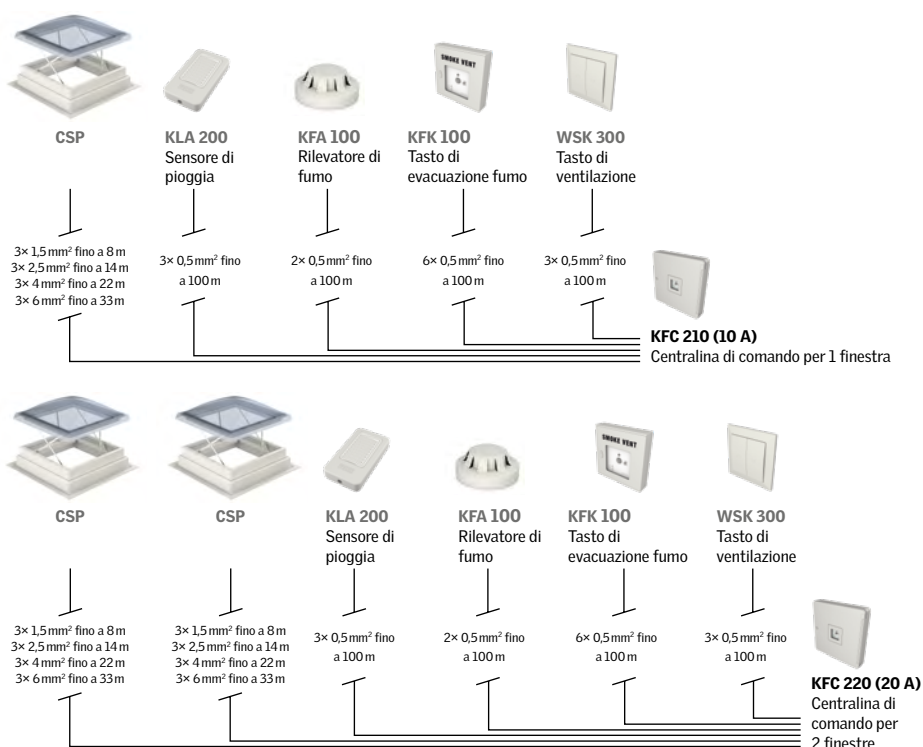 SMOKE VENT
CSP
KLA 200
Sensore di
pioggia
KFA 100
Rilevatore di
fumo
KFK 100
Tasto di
evacuazione fumo
WSK 300
Tasto di
ventilazione
3× 1,5 mm² fino a 8 m
3× 2,5 mm² fino a 14 m
3× 4 mm² fino a 22 m
3× 6 mm² fino a 33 m
3× 0,5 mm² fino
a 100 m
2× 0,5 mm² fino
a 100 m
6× 0,5 mm² fino
a 100 m
3× 0,5 mm² fino
a 100 m
KFC 210 (10 A)
Centralina di comando per 1 finestra
SMOKE VENT
CSP
CSP
KLA 200
Sensore di
pioggia
KFA 100
Rilevatore di
fumo
KFK 100
Tasto di
evacuazione fumo
WSK 300
Tasto di
ventilazione
3× 1,5 mm² fino a 8 m
3× 2,5 mm² fino a 14 m
3× 4 mm² fino a 22 m
3× 6 mm² fino a 33 m
3× 1,5 mm² fino a 8 m
3× 2,5 mm² fino a 14 m
3× 4 mm² fino a 22 m
3× 6 mm² fino a 33 m
3× 0,5 mm² fino
a 100 m
2× 0,5 mm² fino
a 100 m
6× 0,5 mm² fino
a 100 m
3× 0,5 mm² fino
a 100 m
KFC 220 (20 A)
Centralina di
comando per
2 finestre